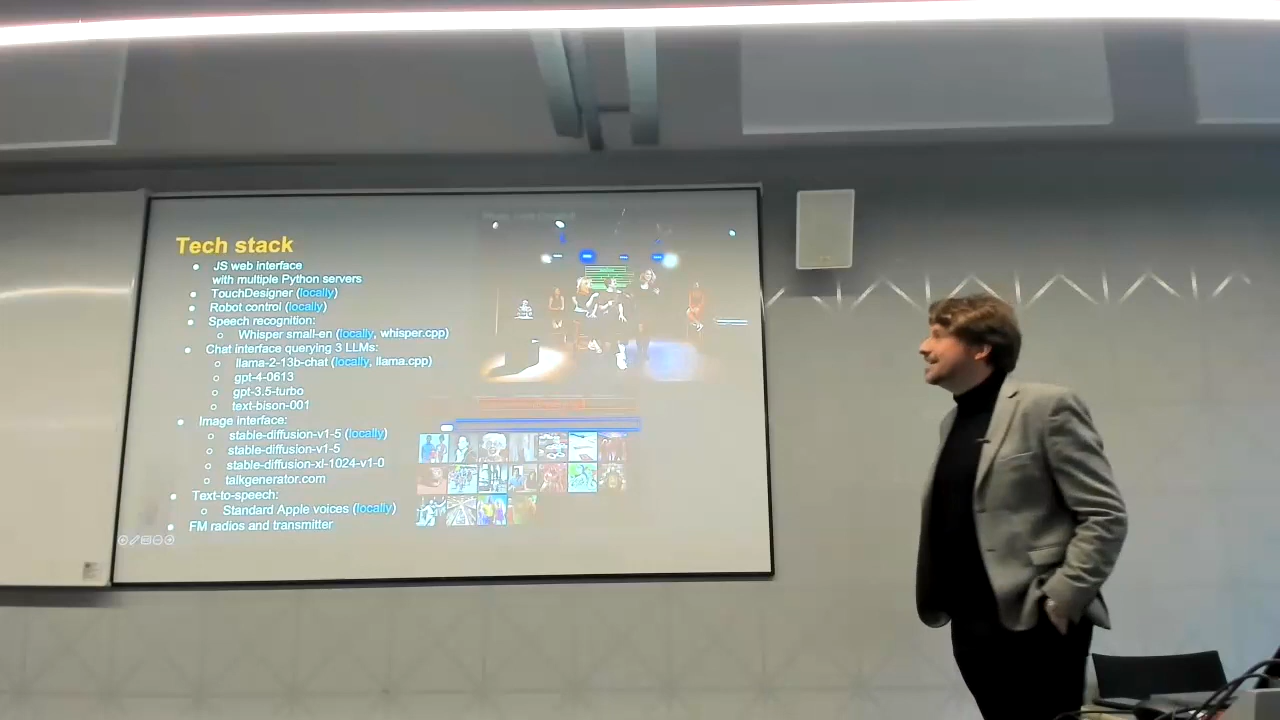 Tech stack
JS web interface
with multiple Python servers
TouchDesigner (locally)
Robot control (locally)
Speech recognition:
Whisper small-en (locally, whisper.cpp)
Chat interface querying 3 LLMs:
llama-2-13b-chat (locally, llama.cpp)
gpt-4-0613
gpt-3.5-turbo
text-bison-001
Image interface:
stable-diffusion-v1-5 (locally)
stable-diffusion-v1-5
stable-diffusion-xl-1024-v1-0
talkgenerator.com
Text-to-speech:
Standard Apple voices (locally)
FM radios and transmitter